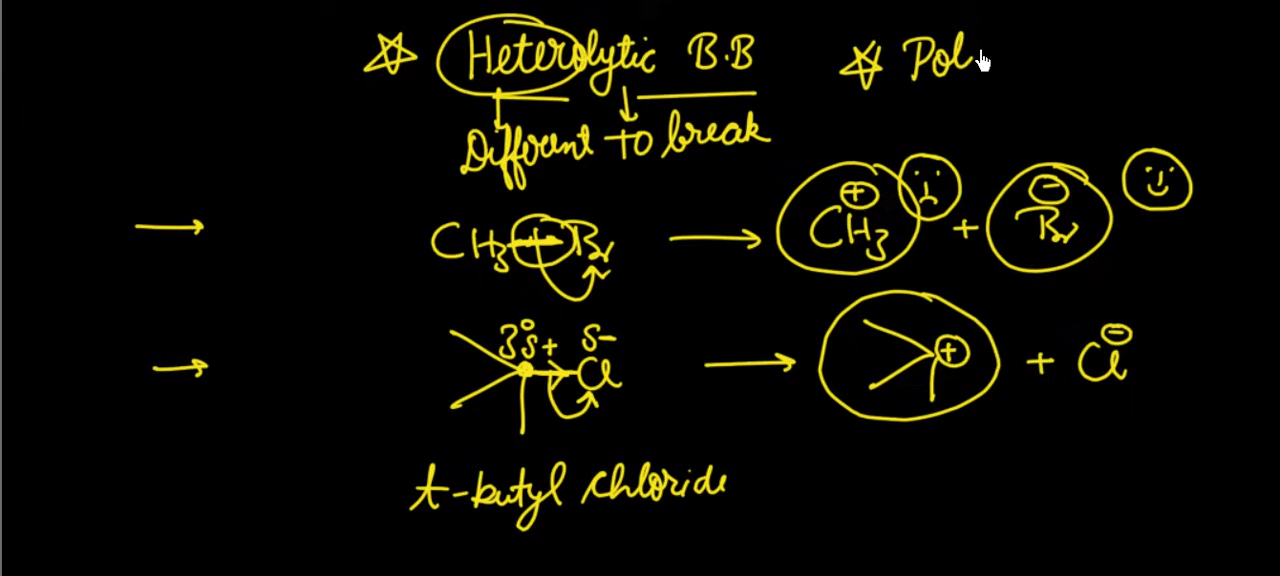 ☆ Heterolytic B.B ☆ Pol
Different to break
→ CH3–Br → CH3⊕ + Br⊖
→ 3° δ+ δ– Cl → ⊕ + Cl⊖
t-butyl chloride